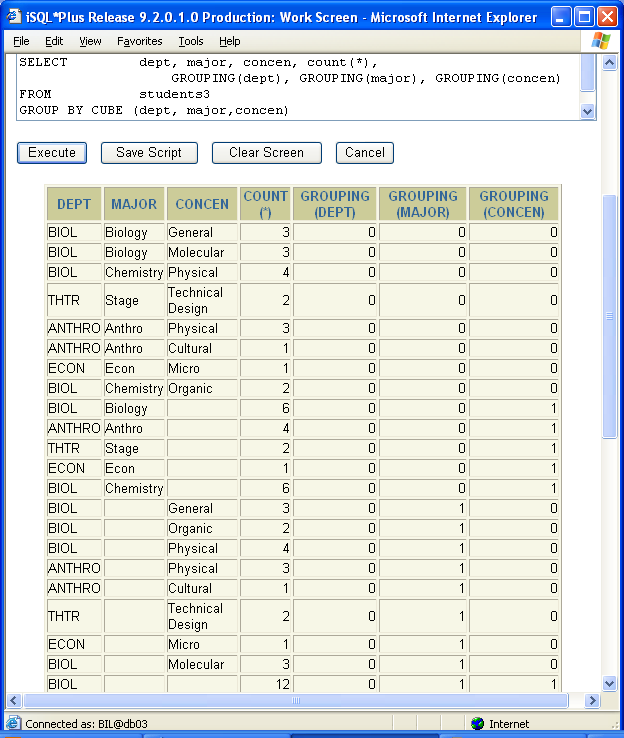 iSQL*Plus Release 9.2.0.1.0 Production: Work Screen - Microsoft Internet Explorer
File Edit View Favorites Tools Help
SELECT dept, major, concen, count(*),
GROUPING(dept), GROUPING(major), GROUPING(concen)
FROM students3
GROUP BY CUBE (dept, major,concen)
Execute Save Script Clear Screen Cancel
DEPT MAJOR CONCEN COUNT (*) GROUPING (DEPT) GROUPING (MAJOR) GROUPING (CONCEN)
BIOL Biology General 3 0 0 0
BIOL Biology Molecular 3 0 0 0
BIOL Chemistry Physical 4 0 0 0
THTR Stage Technical Design 2 0 0 0
ANTHRO Anthro Physical 3 0 0 0
ANTHRO Anthro Cultural 1 0 0 0
ECON Econ Micro 1 0 0 0
BIOL Chemistry Organic 2 0 0 0
BIOL Biology 6 0 0 1
ANTHRO Anthro 4 0 0 1
THTR Stage 2 0 0 1
ECON Econ 1 0 0 1
BIOL Chemistry 6 0 0 1
BIOL General 3 0 1 0
BIOL Organic 2 0 1 0
BIOL Physical 4 0 1 0
ANTHRO Physical 3 0 1 0
ANTHRO Cultural 1 0 1 0
THTR Technical Design 2 0 1 0
ECON Micro 1 0 1 0
BIOL Molecular 3 0 1 0
BIOL 12 0 1 1
Connected as: BIL@db03 Internet